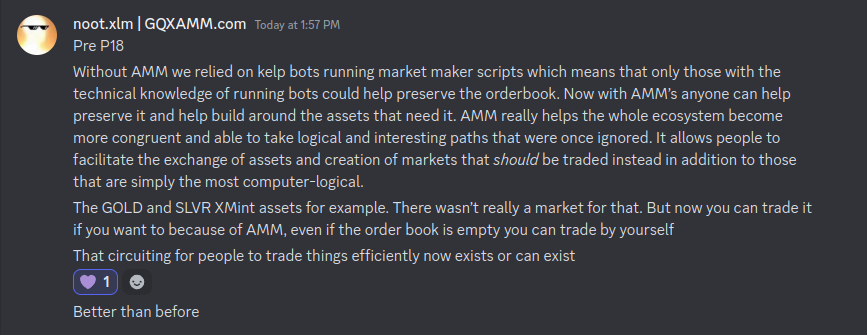 noot.xlm | GQXAMM.com Today at 1:57 PM
Pre P18
Without AMM we relied on kelp bots running market maker scripts which means that only those with the
technical knowledge of running bots could help preserve the orderbook. Now with AMM's anyone can help
preserve it and help build around the assets that need it. AMM really helps the whole ecosystem become
more congruent and able to take logical and interesting paths that were once ignored. It allows people to
facilitate the exchange of assets and creation of markets that should be traded instead in addition to those
that are simply the most computer-logical.
The GOLD and SLVR XMint assets for example. There wasn't really a market for that. But now you can trade it
if you want to because of AMM, even if the order book is empty you can trade by yourself
That circuiting for people to trade things efficiently now exists or can exist
1
Better than before